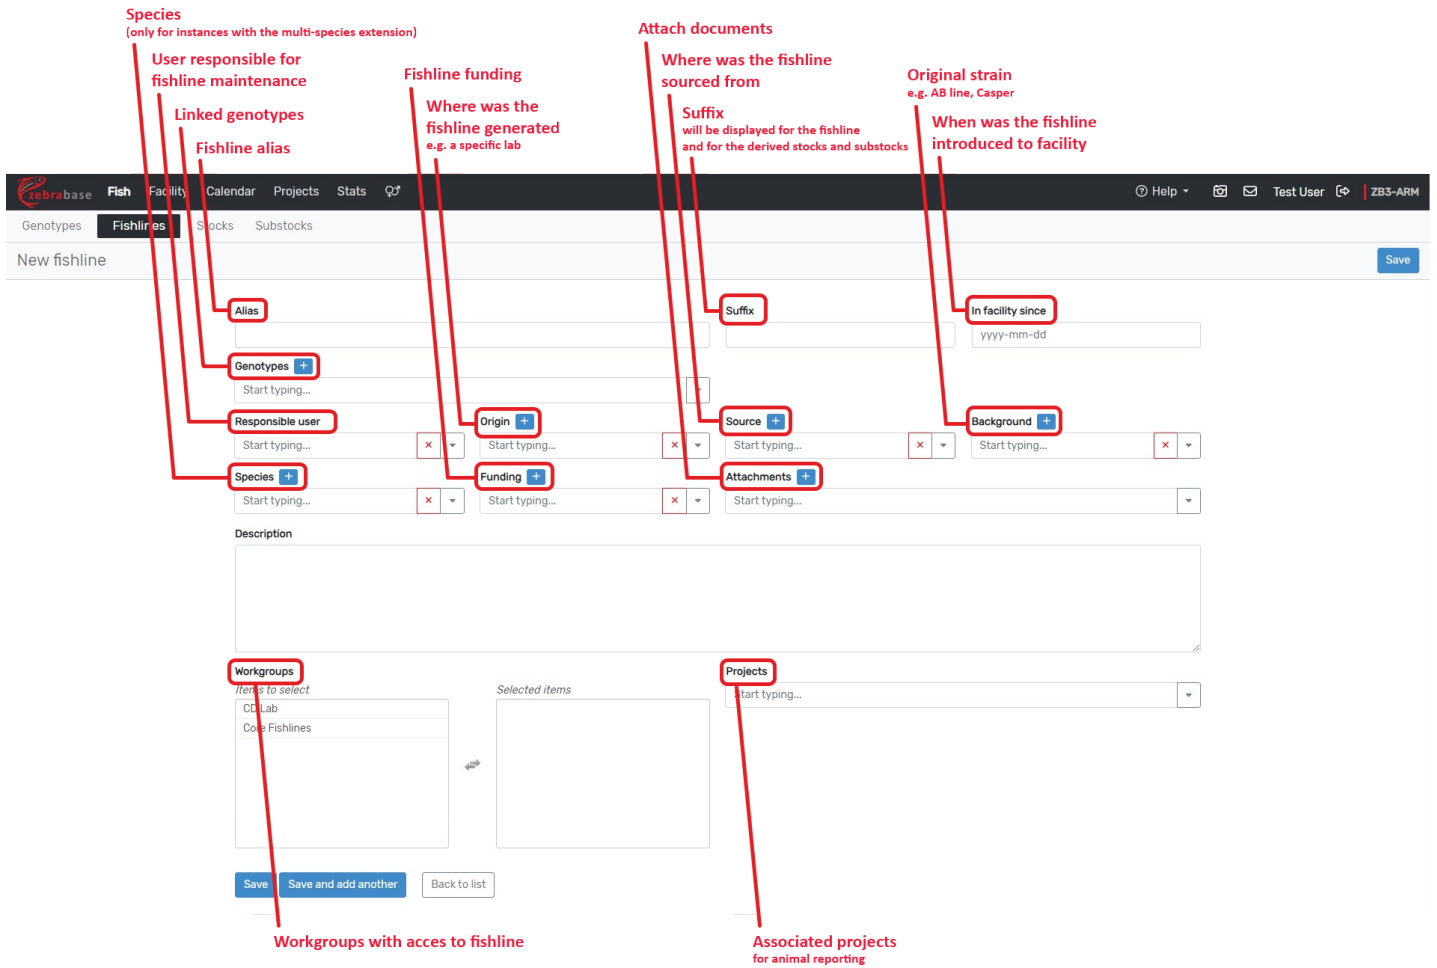 Species
(only for instances with the multi-species extension)
User responsible for
fishline maintenance
Linked genotypes
Fishline alias
Fishline funding
Where was the
fishline generated
e.g. a specific lab
Attach documents
Where was the fishline
sourced from
Suffix
will be displayed for the fishline
and for the derived stocks and substocks
Original strain
e.g. AB line, Casper
When was the fishline
introduced to facility
zebrabase Fish Facility Calendar Projects Stats Help Test User ZB3-ARM
Genotypes Fishlines Stocks Substocks
New fishline Save
Alias Suffix In facility since
yyyy-mm-dd
Genotypes +
Start typing...
Responsible user Origin + Source + Background +
Start typing... × Start typing... × Start typing... × Start typing... ×
Species + Funding + Attachments +
Start typing... × Start typing... × Start typing...
Description
Workgroups Projects
Items to select Selected items Start typing...
CD Lab
Core Fishlines
Save Save and add another Back to list
Workgroups with acces to fishline
Associated projects
for animal reporting